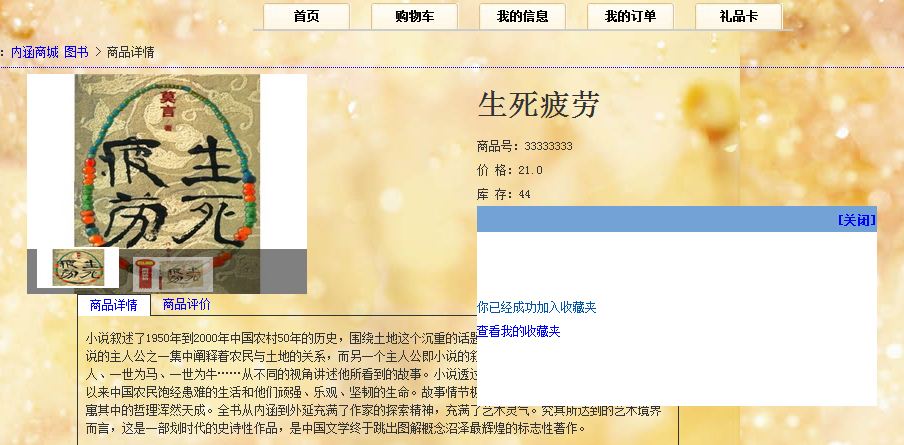 首页 购物车 我的信息 我的订单 礼品卡
: 内涵商城 图书 > 商品详情
莫言 著
生死
疲劳
生死疲劳
商品号: 33333333
价 格: 21.0
库 存: 44
[关闭]
你已经成功加入收藏夹
查看我的收藏夹
商品详情 商品评价
小说叙述了1950年到2000年中国农村50年的历史，围绕土地这个沉重的话
说的主人公之一集中阐释着农民与土地的关系，而另一个主人公即小说的
人、一世为马、一世为牛……从不同的视角讲述他所看到的故事。小说透
以来中国农民饱经患难的生活和他们顽强、乐观、坚韧的生命。故事情节
寓其中的哲理浑然天成。全书从内涵到外延充满了作家的探索精神，充满了艺术灵气。究其所达到的艺术境界
而言，这是一部划时代的史诗性作品，是中国文学终于跳出图解概念沼泽最辉煌的标志性著作。